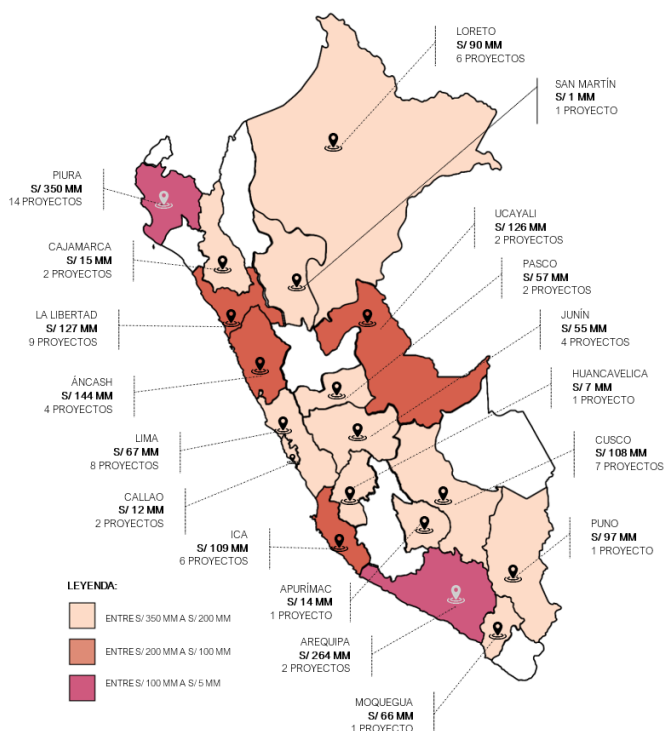 LORETO
S/ 90 MM
6 PROYECTOS
SAN MARTÍN
S/ 1 MM
1 PROYECTO
PIURA
S/ 350 MM
14 PROYECTOS
UCAYALI
S/ 126 MM
2 PROYECTOS
CAJAMARCA
S/ 15 MM
2 PROYECTOS
PASCO
S/ 57 MM
2 PROYECTOS
LA LIBERTAD
S/ 127 MM
9 PROYECTOS
JUNÍN
S/ 55 MM
4 PROYECTOS
ÁNCASH
S/ 144 MM
4 PROYECTOS
HUANCAVELICA
S/ 7 MM
1 PROYECTO
LIMA
S/ 67 MM
8 PROYECTOS
CUSCO
S/ 108 MM
7 PROYECTOS
CALLAO
S/ 12 MM
2 PROYECTOS
PUNO
S/ 97 MM
1 PROYECTO
ICA
S/ 109 MM
6 PROYECTOS
APURÍMAC
S/ 14 MM
1 PROYECTO
AREQUIPA
S/ 264 MM
2 PROYECTOS
MOQUEGUA
S/ 66 MM
1 PROYECTO
LEYENDA:
ENTRE S/ 350 MM A S/ 200 MM
ENTRE S/ 200 MM A S/ 100 MM
ENTRE S/ 100 MM A S/ 5 MM